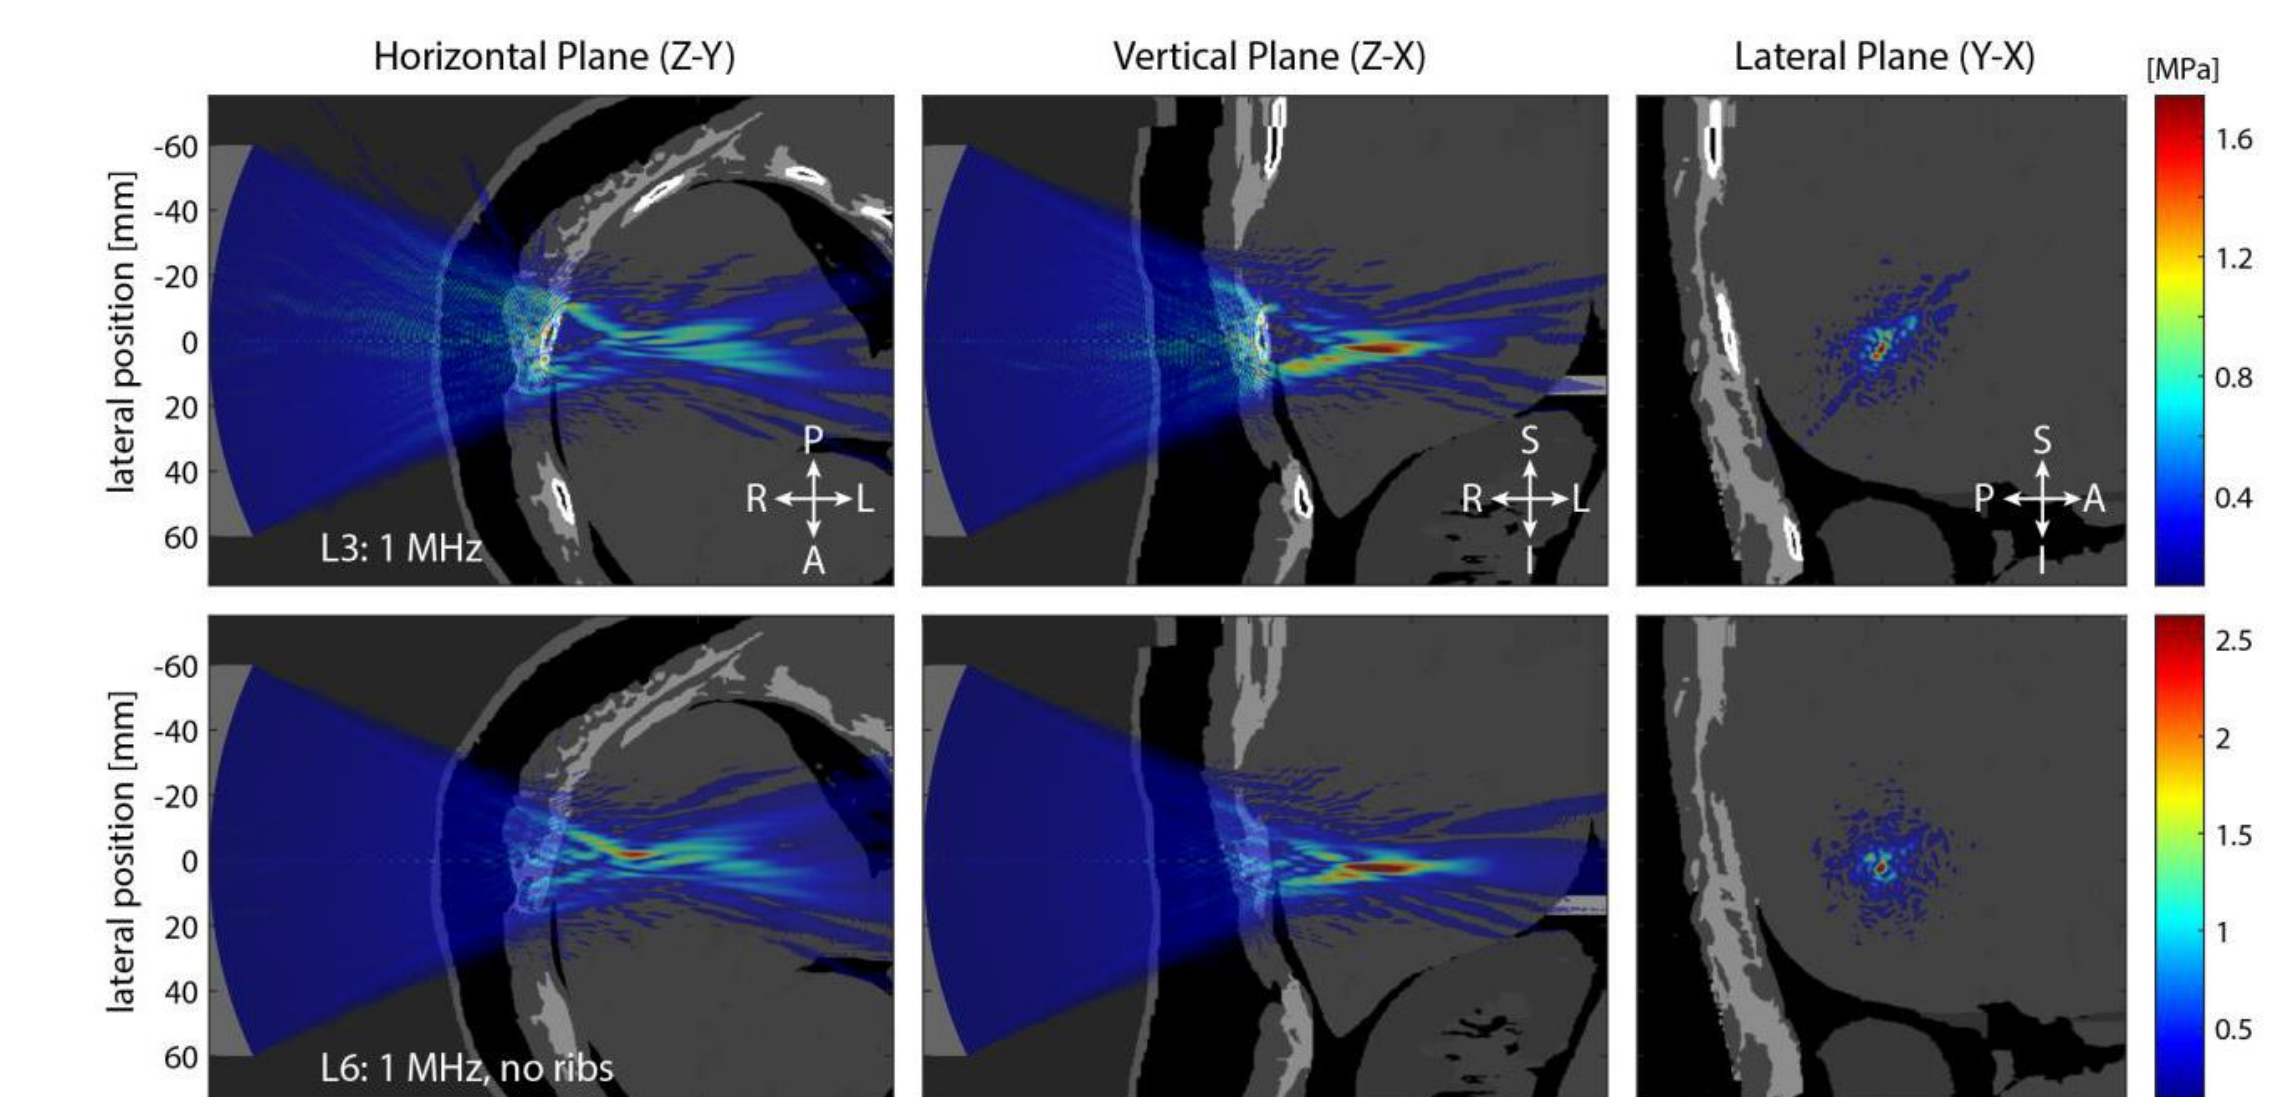 Horizontal Plane (Z-Y)
Vertical Plane (Z-X)
Lateral Plane (Y-X)
[MPa]
lateral position [mm]
-60
-40
-20
0
20
40
60
L3: 1 MHz
P
R L
A
S
R L
I
S
P A
I
1.6
1.2
0.8
0.4
lateral position [mm]
-60
-40
-20
0
20
40
60
L6: 1 MHz, no ribs
2.5
2
1.5
1
0.5